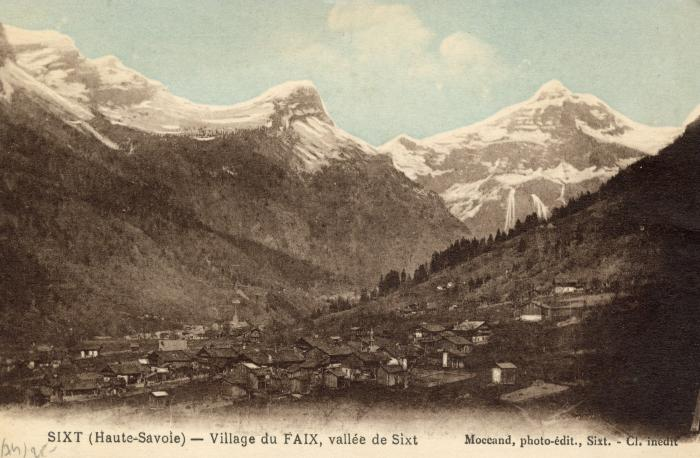 SIXT (Haute-Savoie) — Village du FAIX, vallée de Sixt Moccand, photo-édit., Sixt. - Cl. inédit